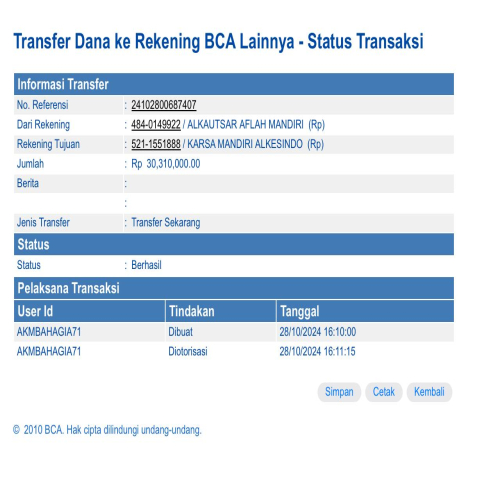 Transfer Dana ke Rekening BCA Lainnya - Status Transaksi
Informasi Transfer
No. Referensi : 24102800687407
Dari Rekening : 484-0149922 / ALKAUTSAR AFLAH MANDIRI (Rp)
Rekening Tujuan : 521-1551888 / KARSA MANDIRI ALKESINDO (Rp)
Jumlah : Rp 30,310,000.00
Berita :
:
Jenis Transfer : Transfer Sekarang
Status
Status : Berhasil
Pelaksana Transaksi
User Id Tindakan Tanggal
AKMBAHAGIA71 Dibuat 28/10/2024 16:10:00
AKMBAHAGIA71 Diotorisasi 28/10/2024 16:11:15
Simpan Cetak Kembali
© 2010 BCA. Hak cipta dilindungi undang-undang.